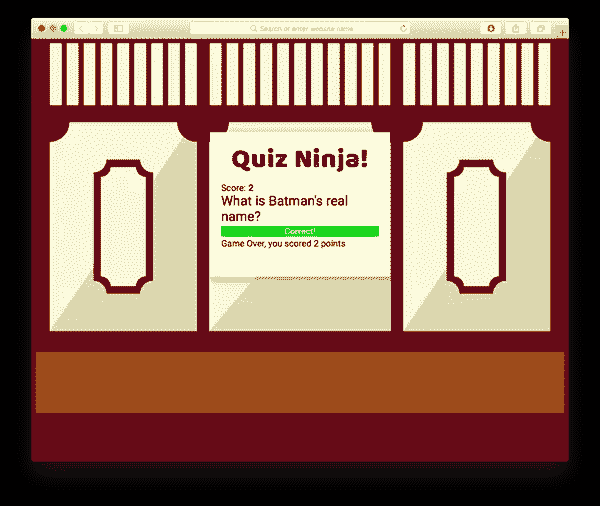 Search or enter website name
Quiz Ninja!
Score: 2
What is Batman's real
name?
Correct!
Game Over, you scored 2 points